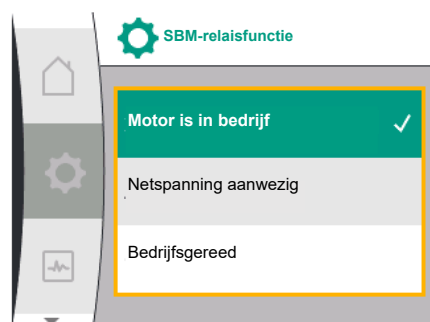 SBM-relaisfunctie
Motor is in bedrijf
Netspanning aanwezig
Bedrijfsgereed